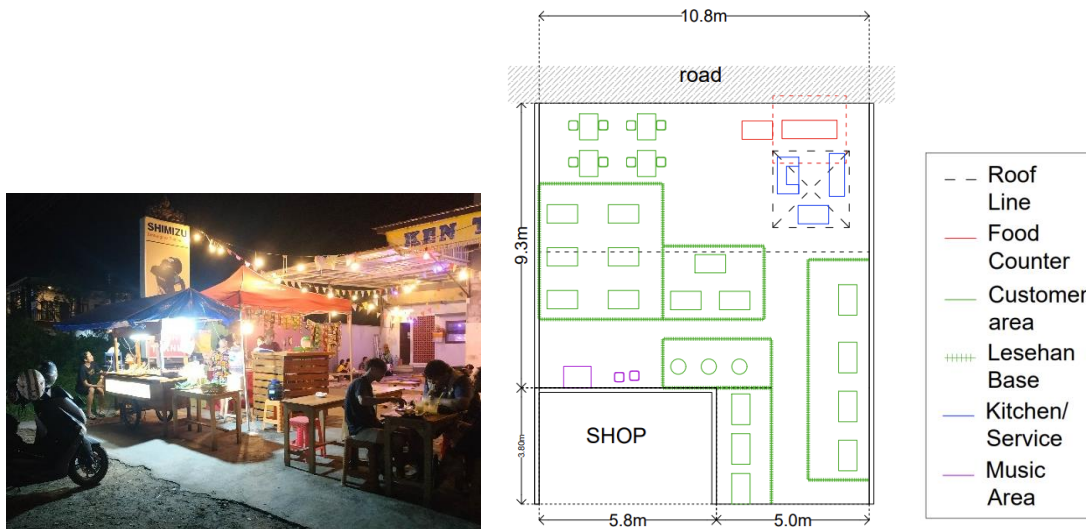 SHIMIZU
KEN T
10.8m
road
9.3m
3.80m
SHOP
5.8m
5.0m
Roof
Line
Food
Counter
Customer
area
Lesehan
Base
Kitchen/
Service
Music
Area